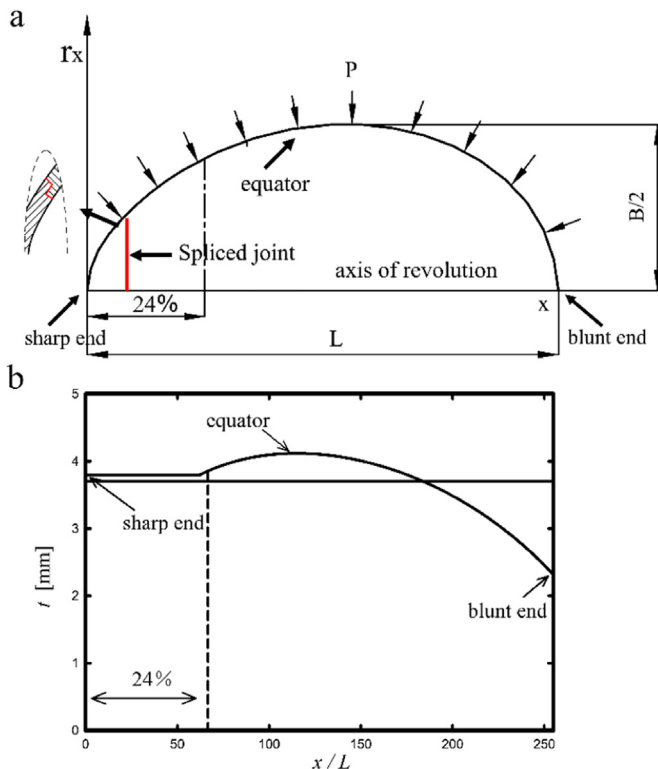 a
rx
P
equator
B/2
Spliced joint
axis of revolution
24%
x
sharp end
L
blunt end
b
5
equator
4
sharp end
3
t [mm]
2
blunt end
1
24%
0
0 50 100 150 200 250
x / L